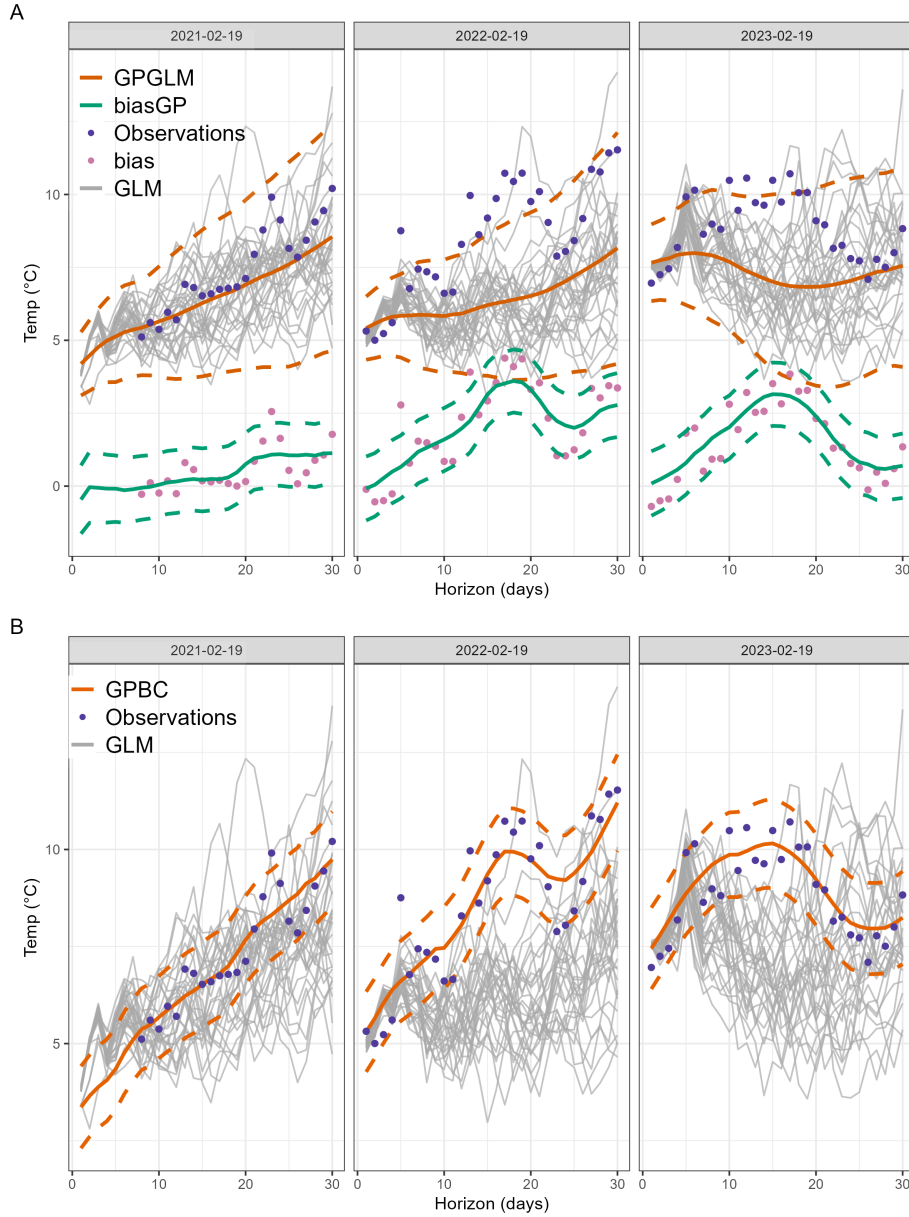 A
2021-02-19 2022-02-19 2023-02-19
GPGLM
biasGP
Observations
bias
GLM
Temp (°C)
10
5
0
0 10 20 30 0 10 20 30 0 10 20 30
Horizon (days)
B
2021-02-19 2022-02-19 2023-02-19
GPBC
Observations
GLM
Temp (°C)
10
5
0 10 20 30 0 10 20 30 0 10 20 30
Horizon (days)